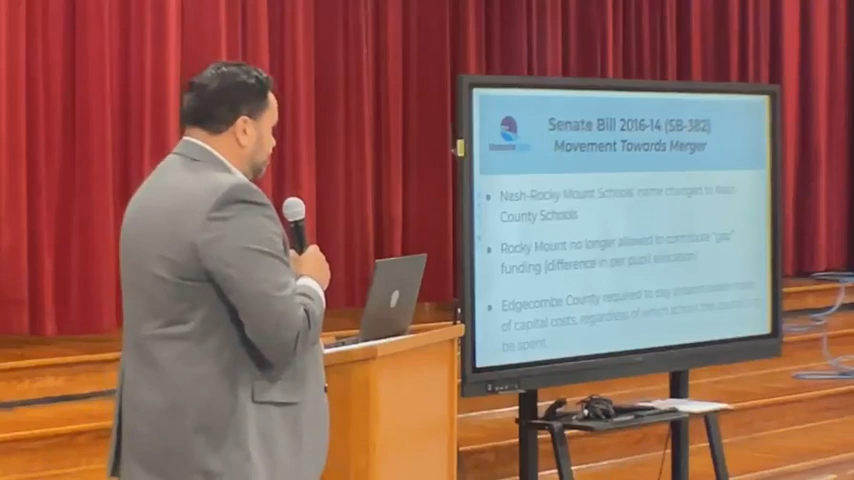 Senate Bill 2016-14 (SB-382)
Movement Towards Merger
• Nash-Rocky Mount Schools name changed to Nash
County Schools
• Rocky Mount no longer allowed to contribute "gap"
funding (difference in per pupil allocation)
• Edgecombe County required to pay
of capital costs, regardless of which school
be spent